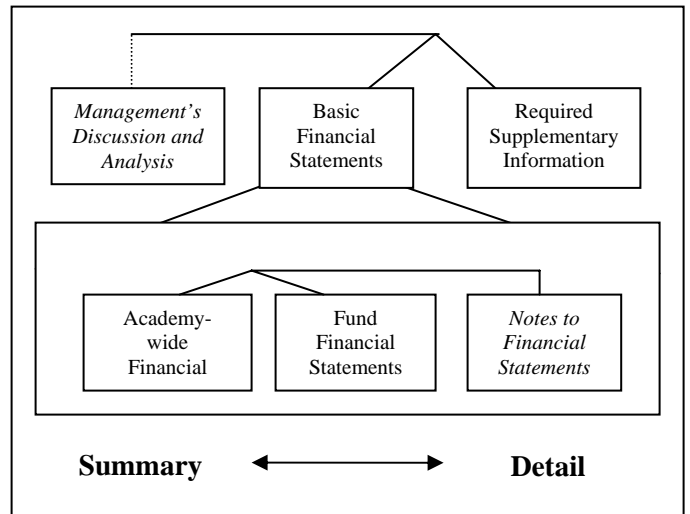 Management's
Discussion and
Analysis
Basic
Financial
Statements
Required
Supplementary
Information
Academy-
wide
Financial
Fund
Financial
Statements
Notes to
Financial
Statements
Summary
Detail